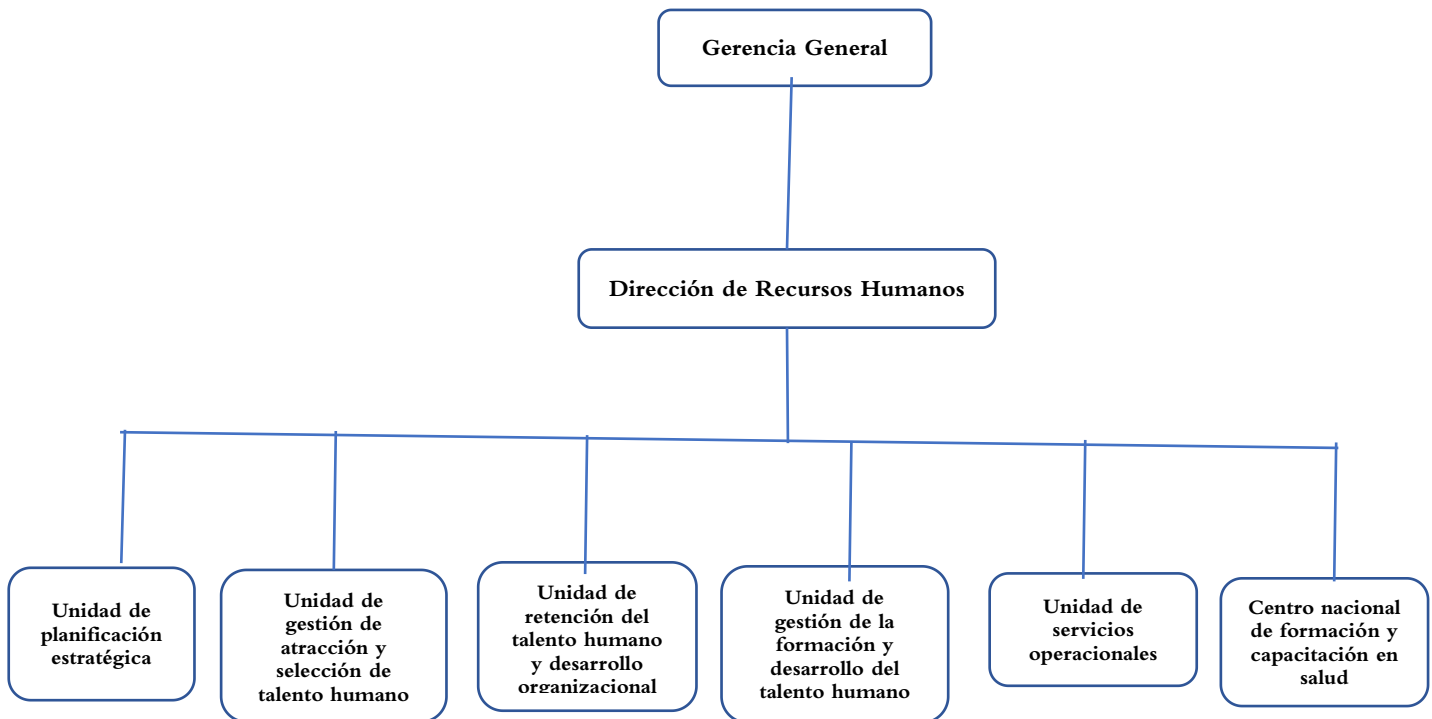 Gerencia General
Dirección de Recursos Humanos
Unidad de
planificación
estratégica
Unidad de
gestión de
atracción y
selección de
talento humano
Unidad de
retención del
talento humano
y desarrollo
organizacional
Unidad de
gestión de la
formación y
desarrollo del
talento humano
Unidad de
servicios
operacionales
Centro nacional
de formación y
capacitación en
salud